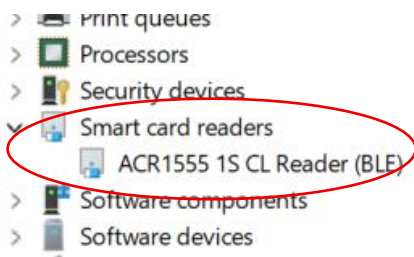 Print queues
Processors
Security devices
Smart card readers
ACR1555 1S CL Reader (BLE)
Software components
Software devices